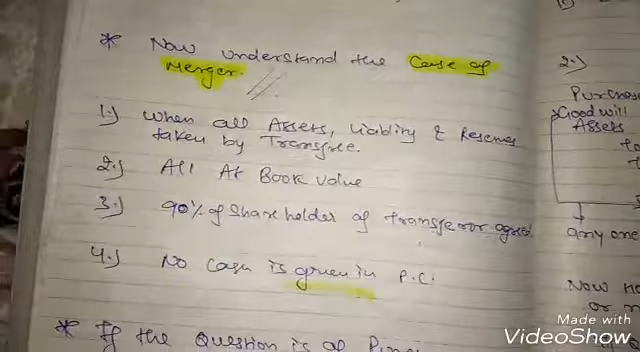 * Now understand the Case of
Merger.
1.) When all Assets, Liablity & Reserves
taken by Transfree.
2.) All At Book Value
3.) 90% of Share holder of transferor agreed
4.) No Cash is given in P.C.
* If the Question is of
2.)
Purchase
Good will
Assets
any one
Now
or
Made with
VideoShow